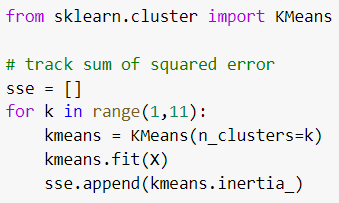 from sklearn.cluster import KMeans
# track sum of squared error
sse = []
for k in range(1,11):
    kmeans = KMeans(n_clusters=k)
    kmeans.fit(X)
    sse.append(kmeans.inertia_)